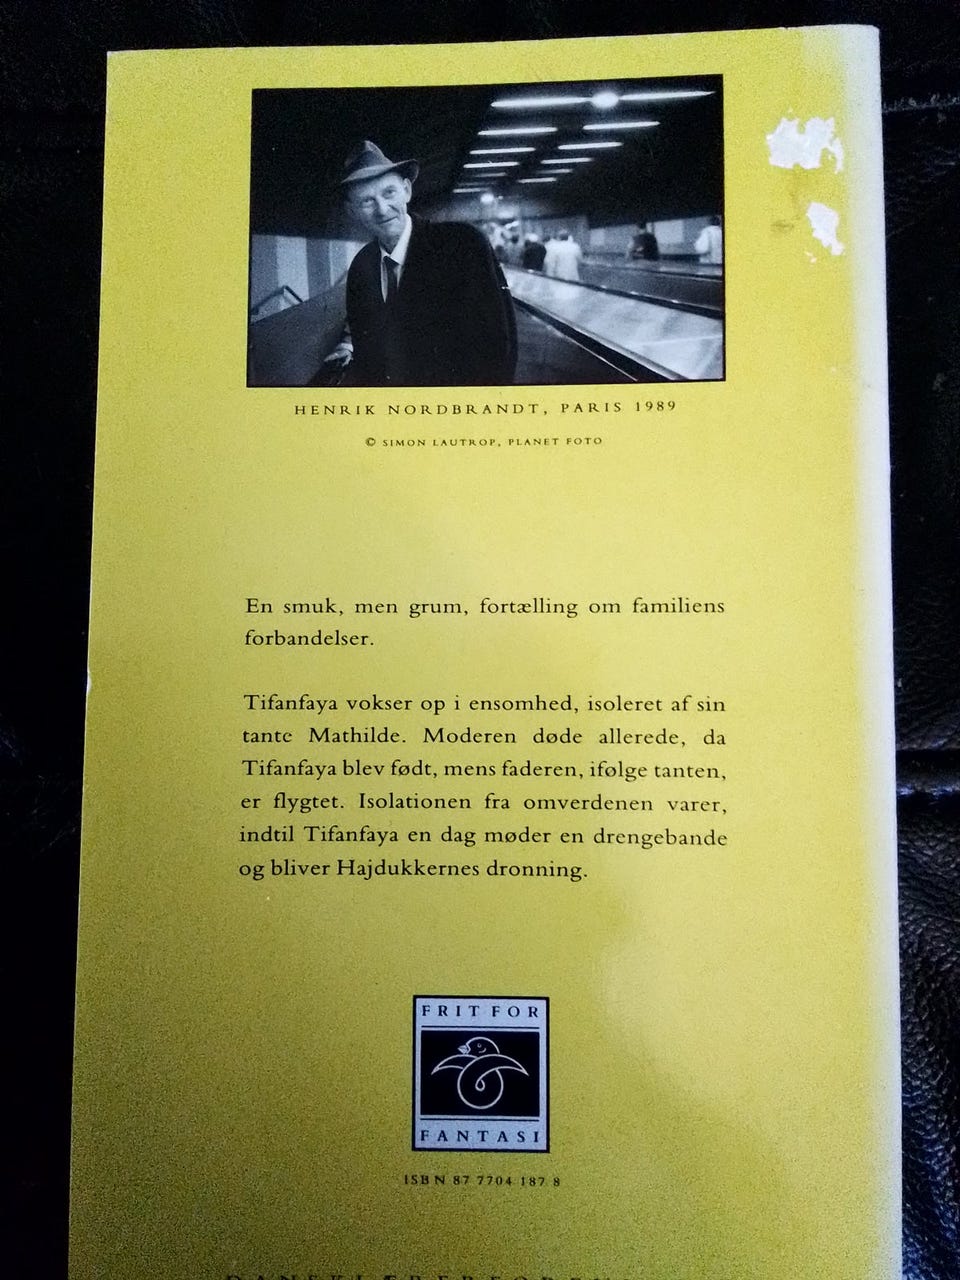 HENRIK NORDBRANDT, PARIS 1989
© SIMON LAUTROP, PLANET FOTO
En smuk, men grum, fortælling om familiens
forbandelser.
Tifanfaya vokser op i ensomhed, isoleret af sin
tante Mathilde. Moderen døde allerede, da
Tifanfaya blev født, mens faderen, ifølge tanten,
er flygtet. Isolationen fra omverdenen varer,
indtil Tifanfaya en dag møder en drengebande
og bliver Hajdukkernes dronning.
FRIT FOR
FANTASI
ISBN 87 7704 187 8